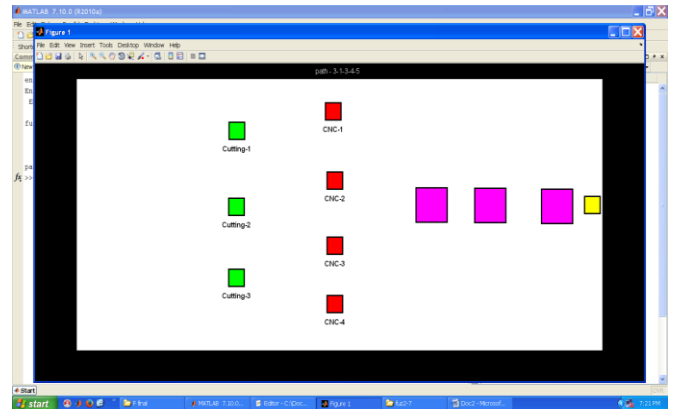 MATLAB 7.10.0 (R2010a)
Figure 1
File Edit View Insert Tools Desktop Window Help
path-3-1-3-4-5
CNC-1
Cutting-1
CNC-2
Cutting-2
CNC-3
Cutting-3
CNC-4
Start
start
F final
MATLAB 7.10.0...
Editor - C:\Doc...
Figure 1
fuz2-7
Doc2 - Microsof...
7:21 PM